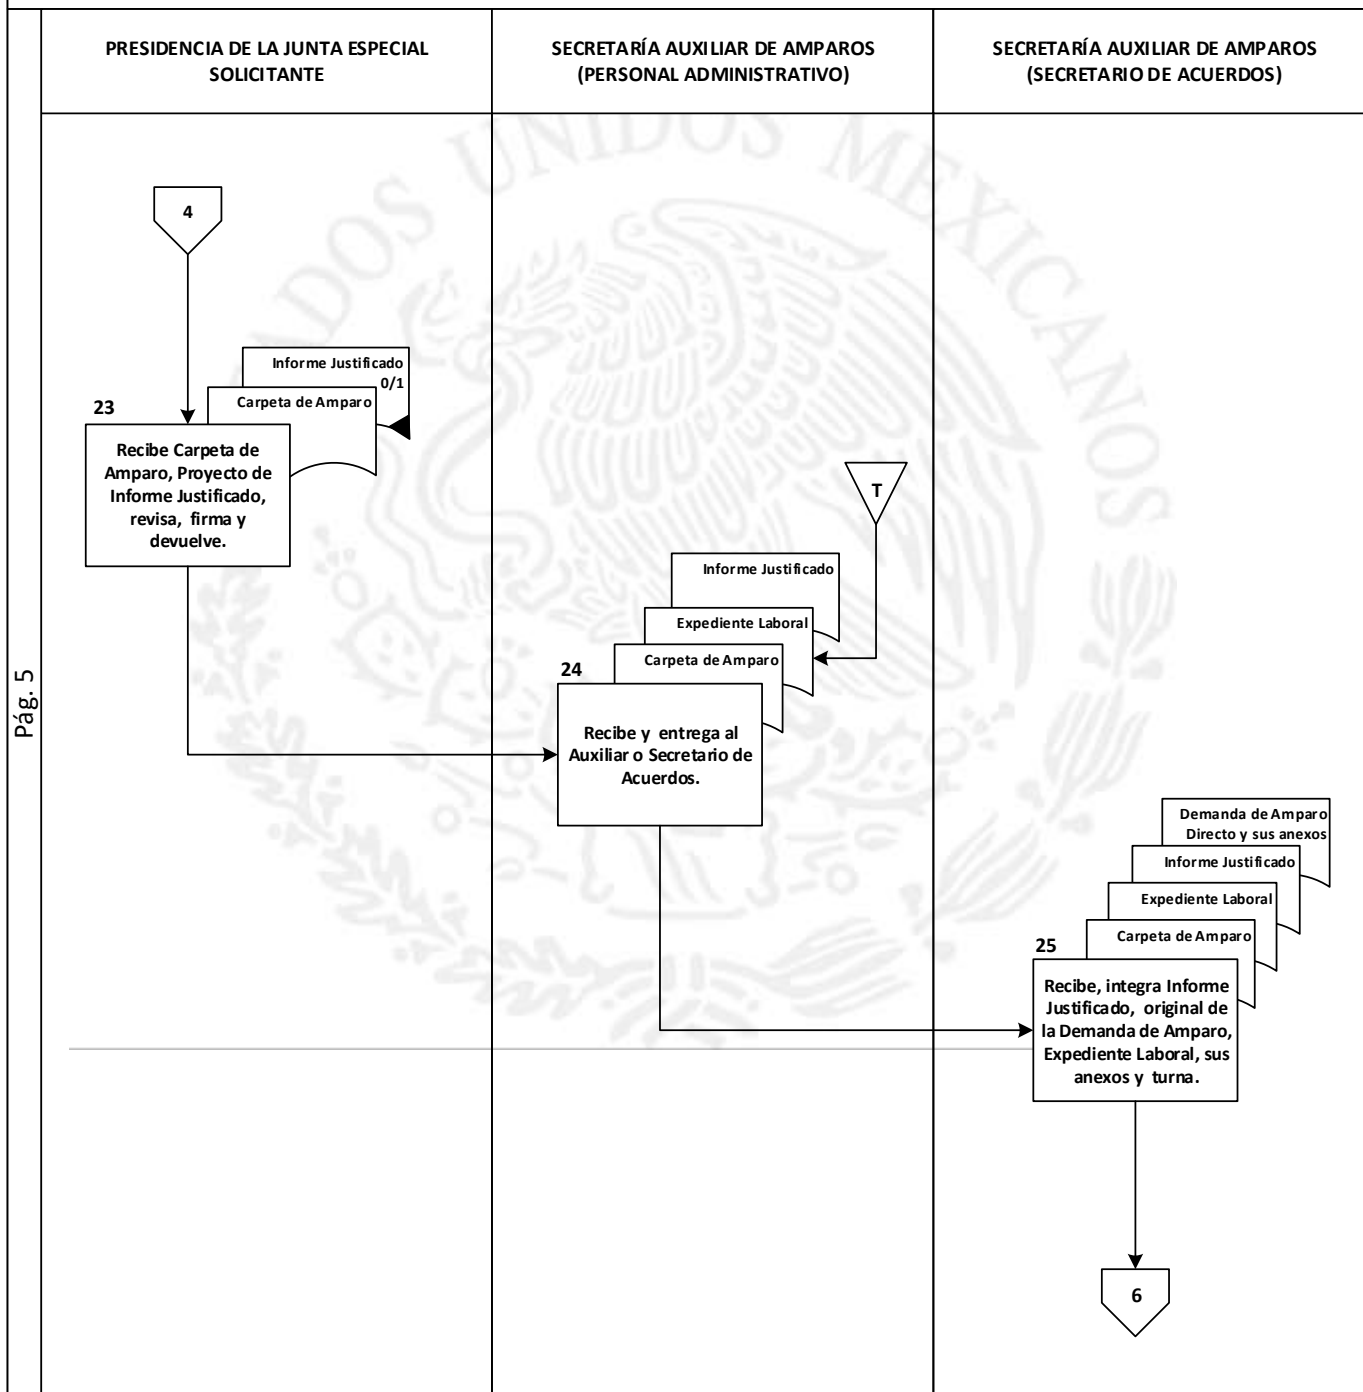 PRESIDENCIA DE LA JUNTA ESPECIAL
SOLICITANTE
SECRETARÍA AUXILIAR DE AMPAROS
(PERSONAL ADMINISTRATIVO)
SECRETARÍA AUXILIAR DE AMPAROS
(SECRETARIO DE ACUERDOS)
Pág. 5
4
Informe Justificado
0/1
Carpeta de Amparo
23
Recibe Carpeta de
Amparo, Proyecto de
Informe Justificado,
revisa, firma y
devuelve.
T
Informe Justificado
Expediente Laboral
Carpeta de Amparo
24
Recibe y entrega al
Auxiliar o Secretario de
Acuerdos.
Demanda de Amparo
Directo y sus anexos
Informe Justificado
Expediente Laboral
Carpeta de Amparo
25
Recibe, integra Informe
Justificado, original de
la Demanda de Amparo,
Expediente Laboral, sus
anexos y turna.
6
ADOS UNIDOS MEXICANOS